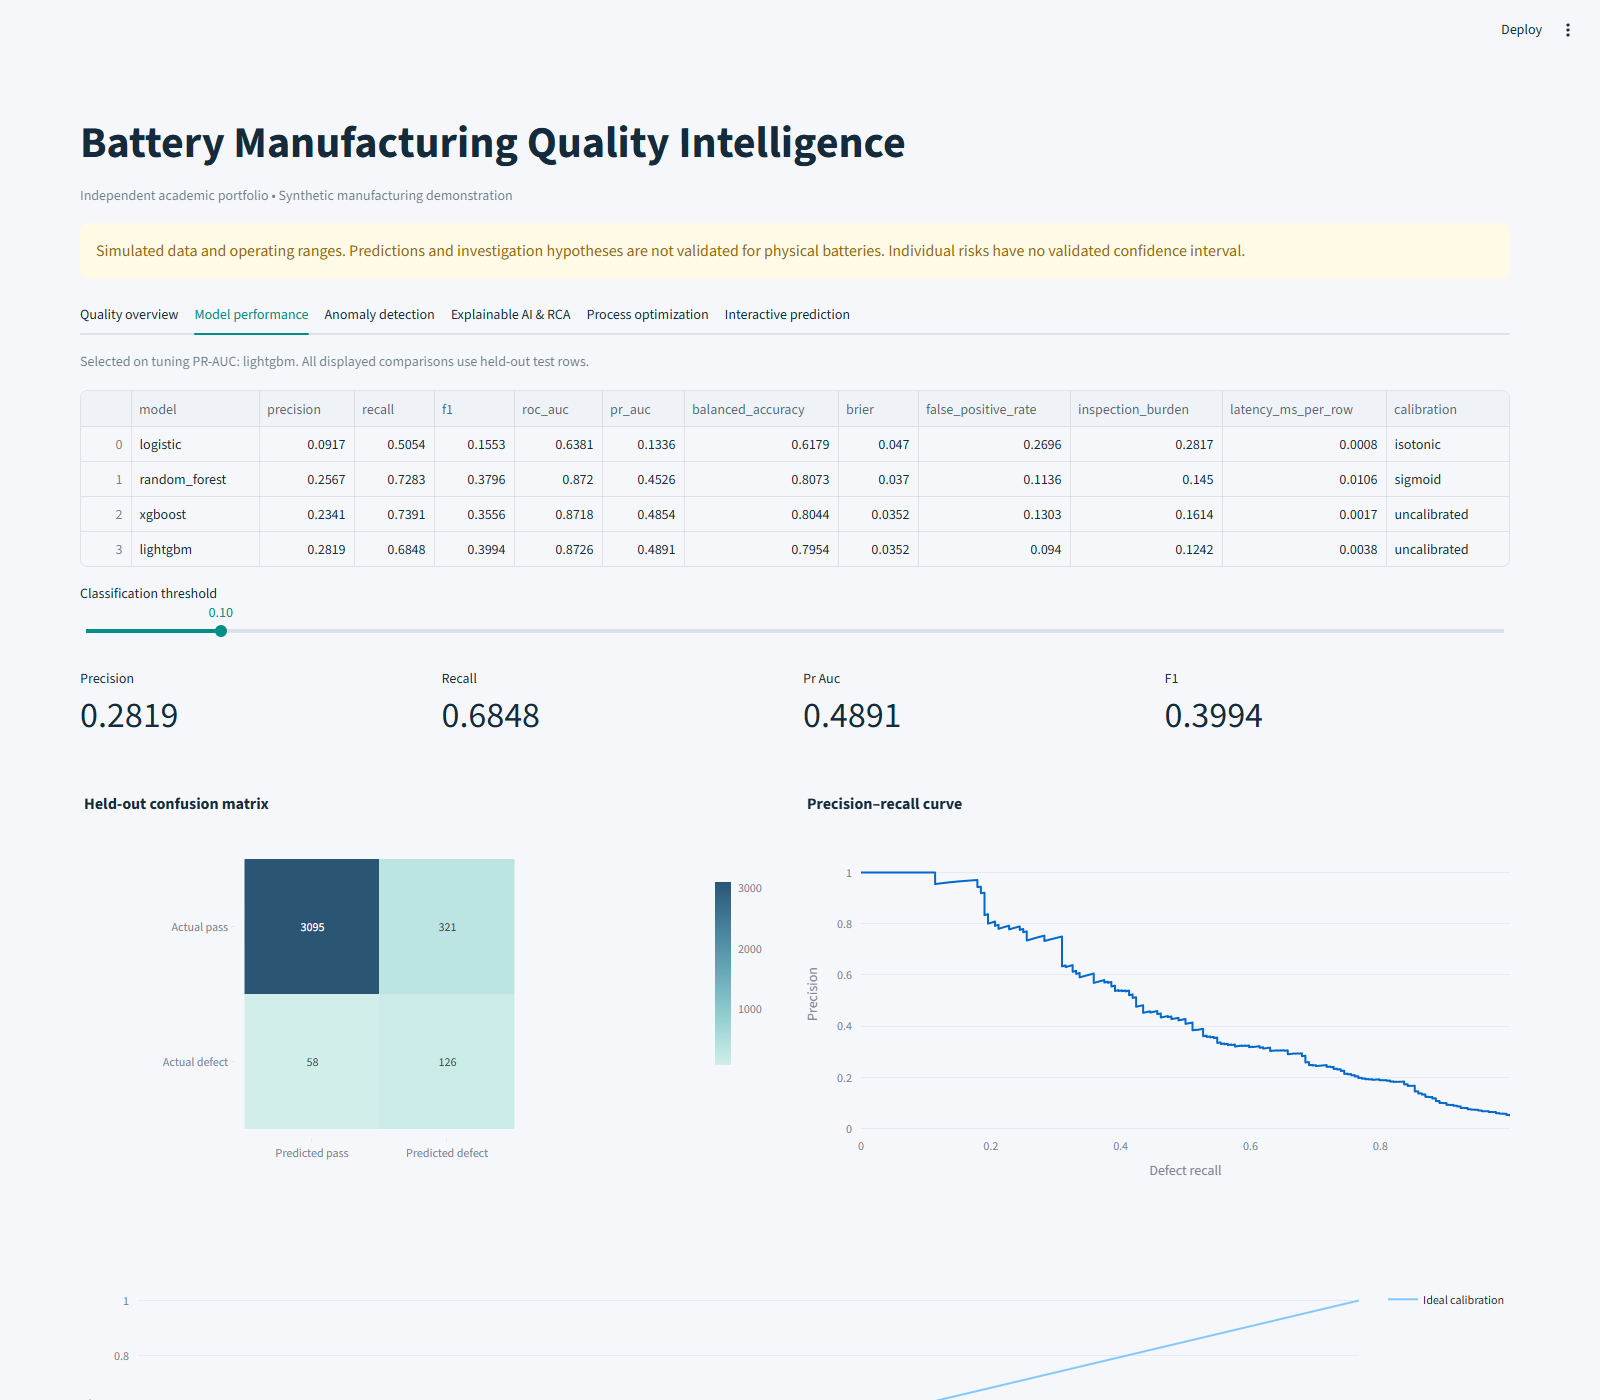 Deploy
Battery Manufacturing Quality Intelligence
Independent academic portfolio • Synthetic manufacturing demonstration
Simulated data and operating ranges. Predictions and investigation hypotheses are not validated for physical batteries. Individual risks have no validated confidence interval.
Quality overview Model performance Anomaly detection Explainable AI & RCA Process optimization Interactive prediction
Selected on tuning PR-AUC: lightgbm. All displayed comparisons use held-out test rows.
model precision recall f1 roc_auc pr_auc balanced_accuracy brier false_positive_rate inspection_burden latency_ms_per_row calibration
0 logistic 0.0917 0.5054 0.1553 0.6381 0.1336 0.6179 0.047 0.2696 0.2817 0.0008 isotonic
1 random_forest 0.2567 0.7283 0.3796 0.872 0.4526 0.8073 0.037 0.1136 0.145 0.0106 sigmoid
2 xgboost 0.2341 0.7391 0.3556 0.8718 0.4854 0.8044 0.0352 0.1303 0.1614 0.0017 uncalibrated
3 lightgbm 0.2819 0.6848 0.3994 0.8726 0.4891 0.7954 0.0352 0.094 0.1242 0.0038 uncalibrated
Classification threshold
0.10
Precision Recall Pr Auc F1
0.2819 0.6848 0.4891 0.3994
Held-out confusion matrix
Actual pass 3095 321
Actual defect 58 126
Predicted pass Predicted defect
3000
2000
1000
Precision–recall curve
1
0.8
0.6
0.4
0.2
0
Precision
0 0.2 0.4 0.6 0.8
Defect recall
1
0.8
Ideal calibration